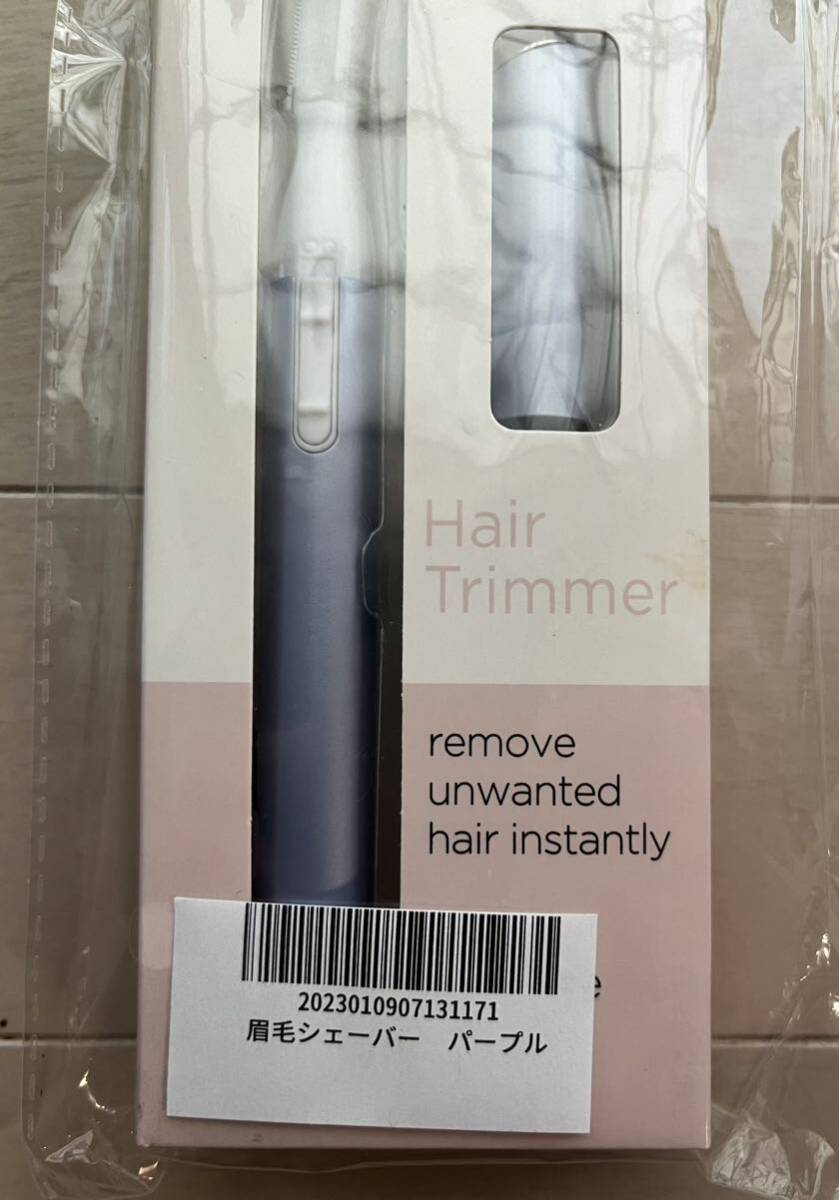 Hair
Trimmer
remove
unwanted
hair instantly
2023010907131171
眉毛シェーバー　パープル